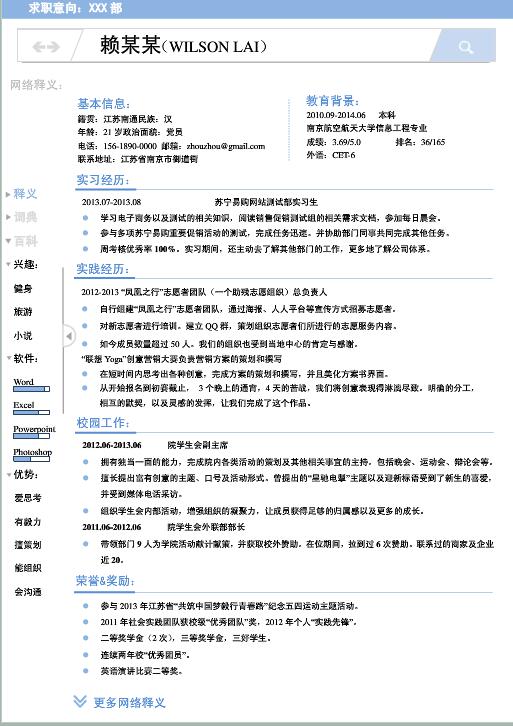 求职意向：XXX 部
赖某某（WILSON LAI）
网络释义：
基本信息：
籍贯：江苏南通民族：汉
年龄：21 岁政治面貌：党员
电话：156-1890-0000 邮箱：zhouzhou@gmail.com
联系地址：江苏省南京市御道街
教育背景：
2010.09-2014.06 本科
南京航空航天大学信息工程专业
成绩：3.69/5.0 排名：36/165
外语：CET-6
释义
词典
百科
兴趣：
健身
旅游
小说
软件：
Word
Excel
Powerpoint
Photoshop
优势：
爱思考
有毅力
擅策划
能组织
会沟通
实习经历：
2013.07-2013.08 苏宁易购网站测试部实习生
学习电子商务以及测试的相关知识，阅读销售促销测试组的相关需求文档，参加每日晨会。
参与多项苏宁易购重要促销活动的测试，完成任务迅速。并协助部门同事共同完成其他任务。
周考核优秀率 100%。实习期间，还主动去了解其他部门的工作，更多地了解公司体系。
实践经历：
2012-2013 “凤凰之行”志愿者团队（一个助残志愿组织）总负责人
自行组建“凤凰之行”志愿者团队，通过海报、人人平台等宣传方式招募志愿者。
对新志愿者进行培训。建立 QQ 群，策划组织志愿者们所进行的志愿服务内容。
如今成员数量超过 50 人。我们的组织也受到当地中心的肯定与感谢。
“联想 Yoga”创意营销大赛负责营销方案的策划和撰写
在短时间内思考出各种创意，完成方案的策划和撰写，并且美化方案书界面。
从开始报名到初赛截止， 3 个晚上的通宵，4 天的苦战，我们将创意表现得淋漓尽致。明确的分工，
相互的默契，以及灵感的发挥，让我们完成了这个作品。
校园工作：
2012.06-2013.06 院学生会副主席
拥有独当一面的能力，完成院内各类活动的策划及其他相关事宜的主持，包括晚会、运动会、辩论会等。
擅长提出富有创意的主题、口号及活动形式。曾提出的“星驰电掣”主题以及迎新标语受到了新生的喜爱，
并受到媒体电话采访。
组织学生会内部活动，增强组织的凝聚力，让成员获得足够的归属感以及更多的成长。
2011.06-2012.06 院学生会外联部部长
带领部门 9 人为学院活动献计献策，并获取校外赞助。在位期间，拉到过 6 次赞助。联系过的商家及企业
近 20。
荣誉&奖励：
参与 2013 年江苏省“共筑中国梦毅行青春路”纪念五四运动主题活动。
2011 年社会实践团队获校级“优秀团队”奖，2012 年个人“实践先锋”。
二等奖学金（2 次），三等奖学金，三好学生。
连续两年校“优秀团员”。
英语演讲比赛二等奖。
更多网络释义